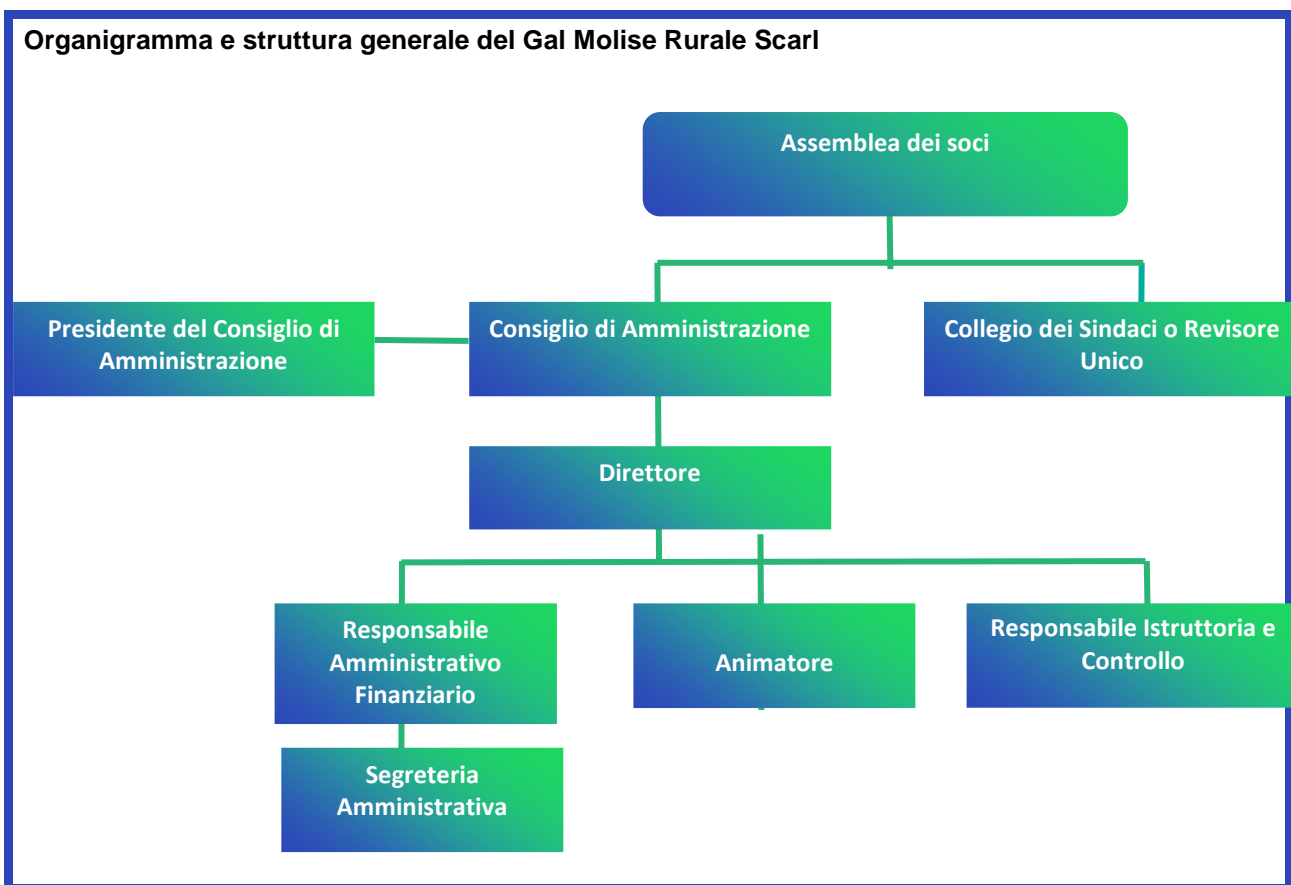 Organigramma e struttura generale del Gal Molise Rurale Scarl
Assemblea dei soci
Presidente del Consiglio di
Amministrazione
Consiglio di Amministrazione
Collegio dei Sindaci o Revisore
Unico
Direttore
Responsabile
Amministrativo
Finanziario
Animatore
Responsabile Istruttoria e
Controllo
Segreteria
Amministrativa